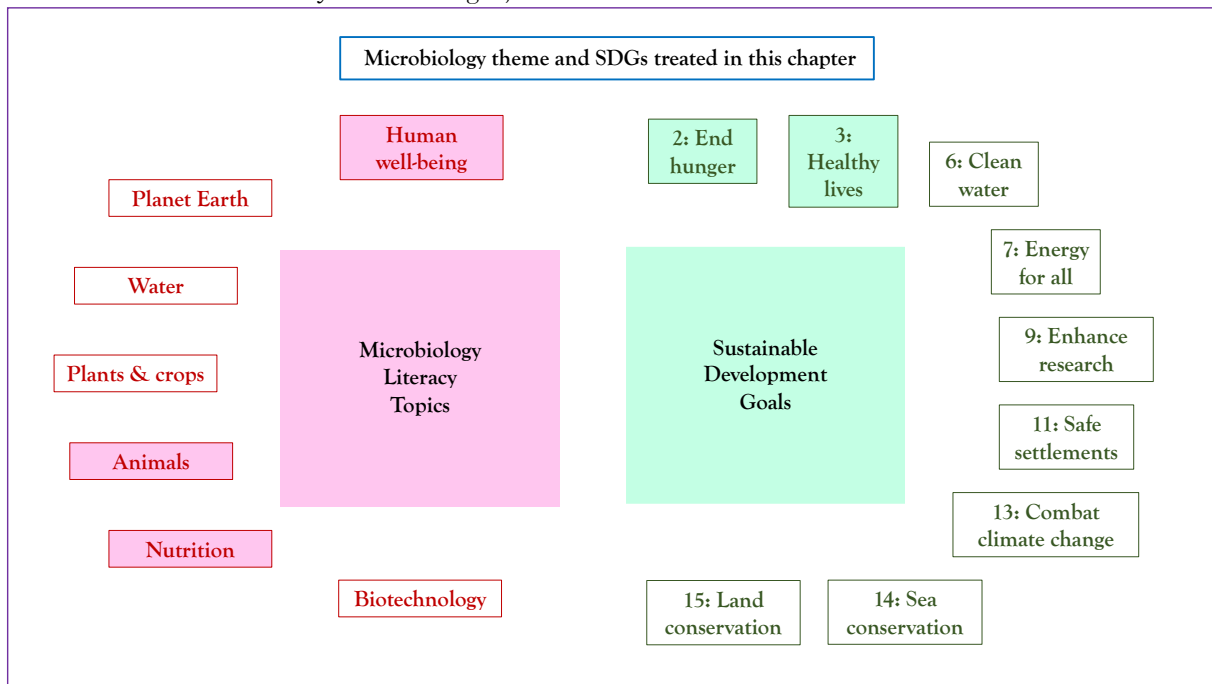 Microbiology theme and SDGs treated in this chapter
Human
well-being
Planet Earth
Water
Plants & crops
Animals
Nutrition
Biotechnology
Microbiology
Literacy
Topics
2: End
hunger
3:
Healthy
lives
6: Clean
water
7: Energy
for all
9: Enhance
research
11: Safe
settlements
13: Combat
climate change
14: Sea
conservation
15: Land
conservation
Sustainable
Development
Goals